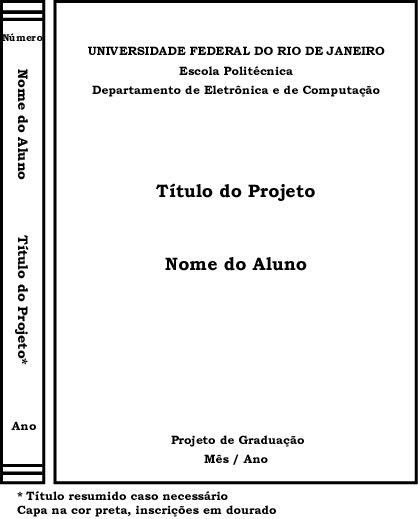 Número
Nome do Aluno
Título do Projeto*
Ano
UNIVERSIDADE FEDERAL DO RIO DE JANEIRO
Escola Politécnica
Departamento de Eletrônica e de Computação
Título do Projeto
Nome do Aluno
Projeto de Graduação
Mês / Ano
* Título resumido caso necessário
Capa na cor preta, inscrições em dourado